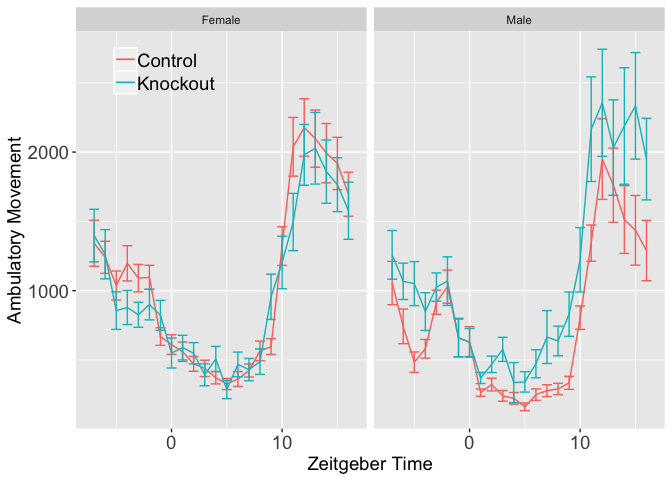 Female
Male
Control
Knockout
Ambulatory Movement
2000
1000
0
10
0
10
Zeitgeber Time